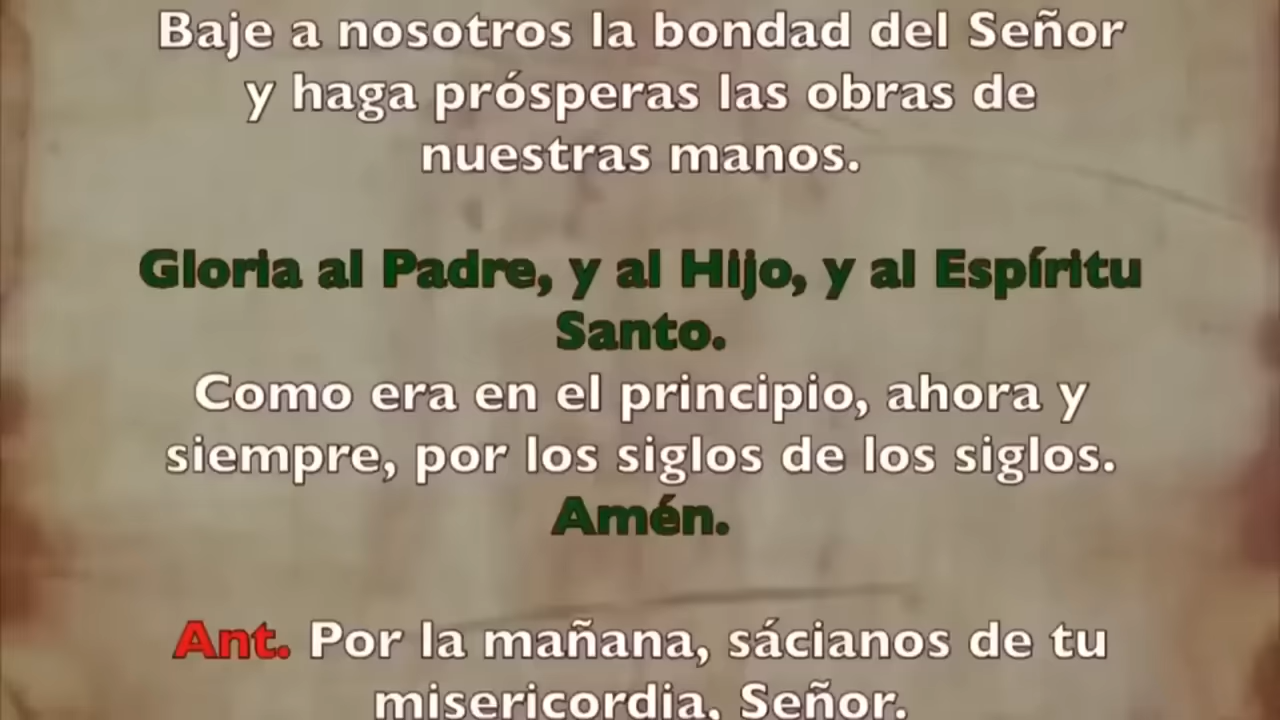 Baje a nosotros la bondad del Señor
y haga prósperas las obras de
nuestras manos.
Gloria al Padre, y al Hijo, y al Espíritu
Santo.
Como era en el principio, ahora y
siempre, por los siglos de los siglos.
Amén.
Ant. Por la mañana, sácianos de tu
misericordia, Señor.